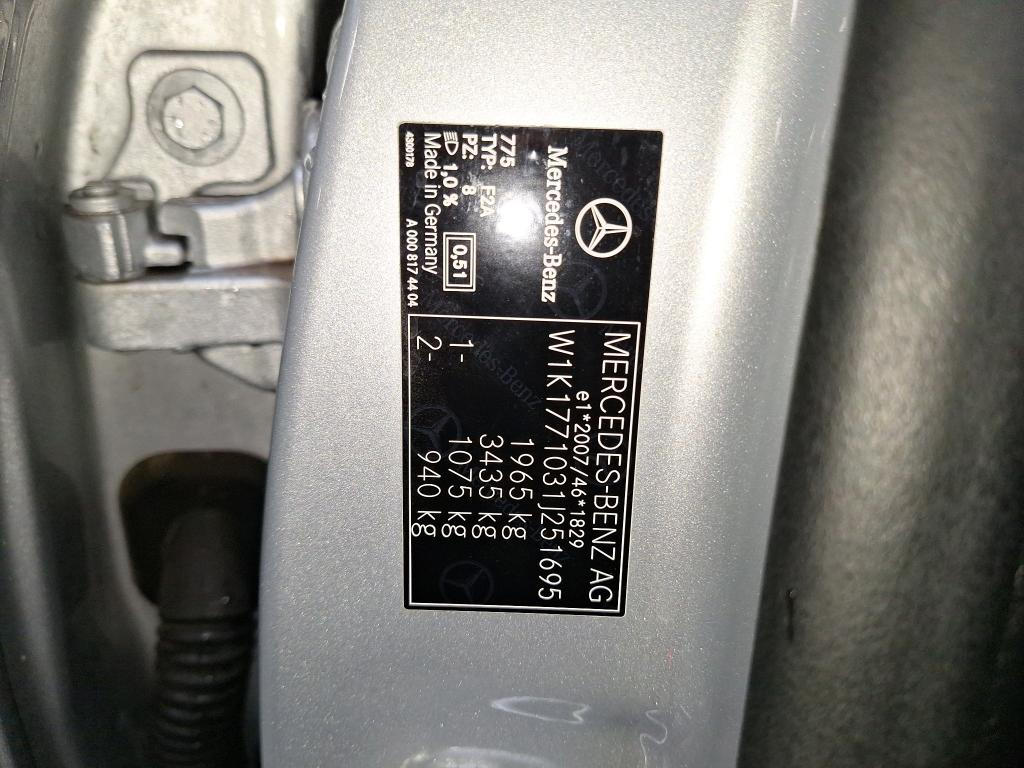 Mercedes-Benz
775
TYP: F2A
PZ: 8
1,0 %
0,51
Made in Germany
4300178
A 000 817 44 04
MERCEDES-BENZ AG
e1*2007/46*1829
W1K1771031J251695
1965 kg
3435 kg
1- 1075 kg
2- 940 kg